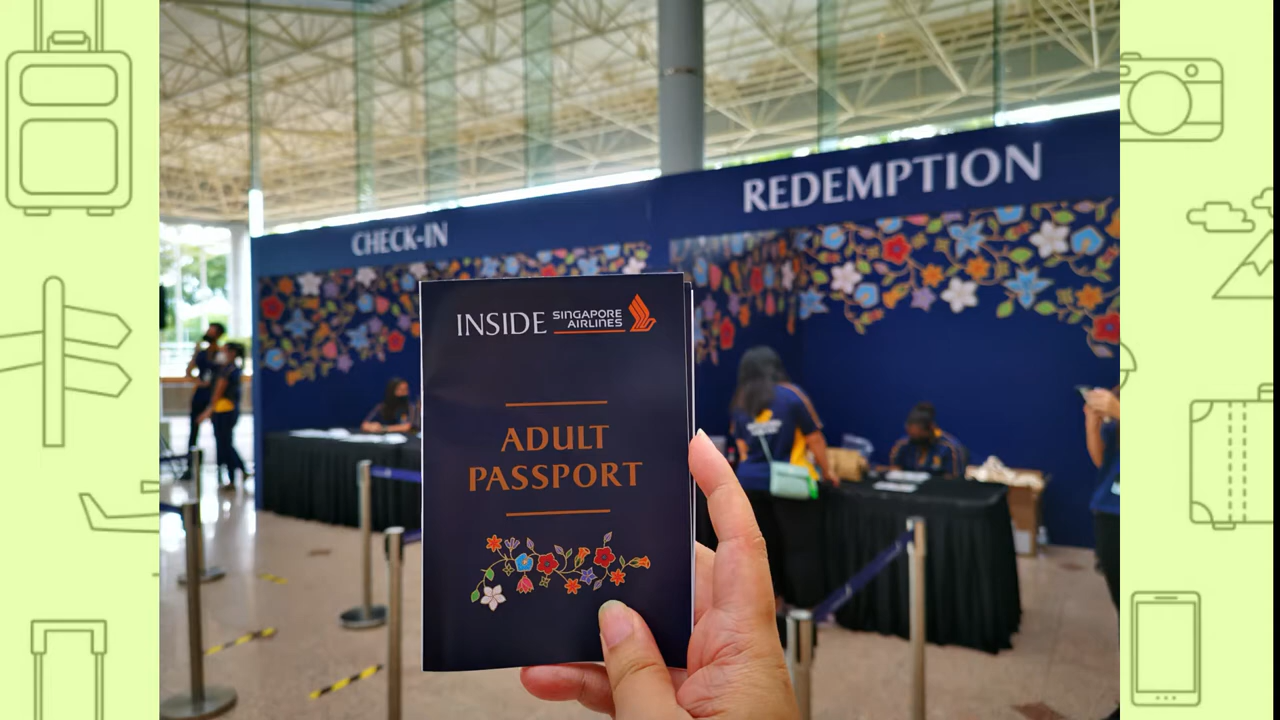 CHECK-IN
REDEMPTION
INSIDE SINGAPORE
AIRLINES
ADULT
PASSPORT